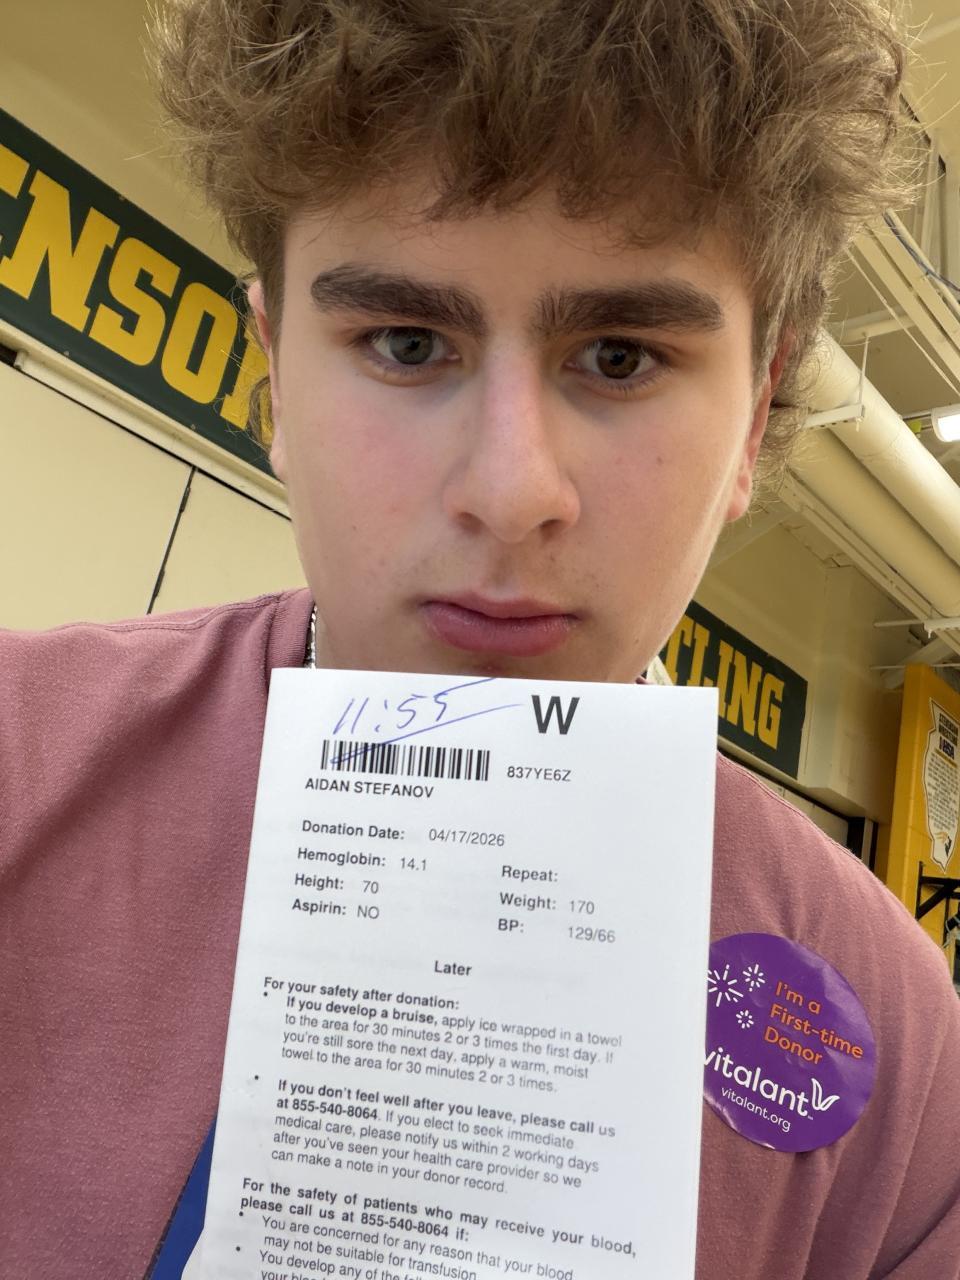 ENSON
TLING
11:55
W
837YE6Z
AIDAN STEFANOV
Donation Date: 04/17/2026
Hemoglobin: 14.1
Repeat:
Height: 70
Weight: 170
Aspirin: NO
BP: 129/66
Later
For your safety after donation:
• If you develop a bruise, apply ice wrapped in a towel
to the area for 30 minutes 2 or 3 times the first day. If
you're still sore the next day, apply a warm, moist
towel to the area for 30 minutes 2 or 3 times.
• If you don't feel well after you leave, please call us
at 855-540-8064. If you elect to seek immediate
medical care, please notify us within 2 working days
after you've seen your health care provider so we
can make a note in your donor record.
For the safety of patients who may receive your blood,
please call us at 855-540-8064 if:
• You are concerned for any reason that your blood
may not be suitable for transfusion
• You develop any of the
I'm a
First-time
Donor
vitalant
vitalant.org